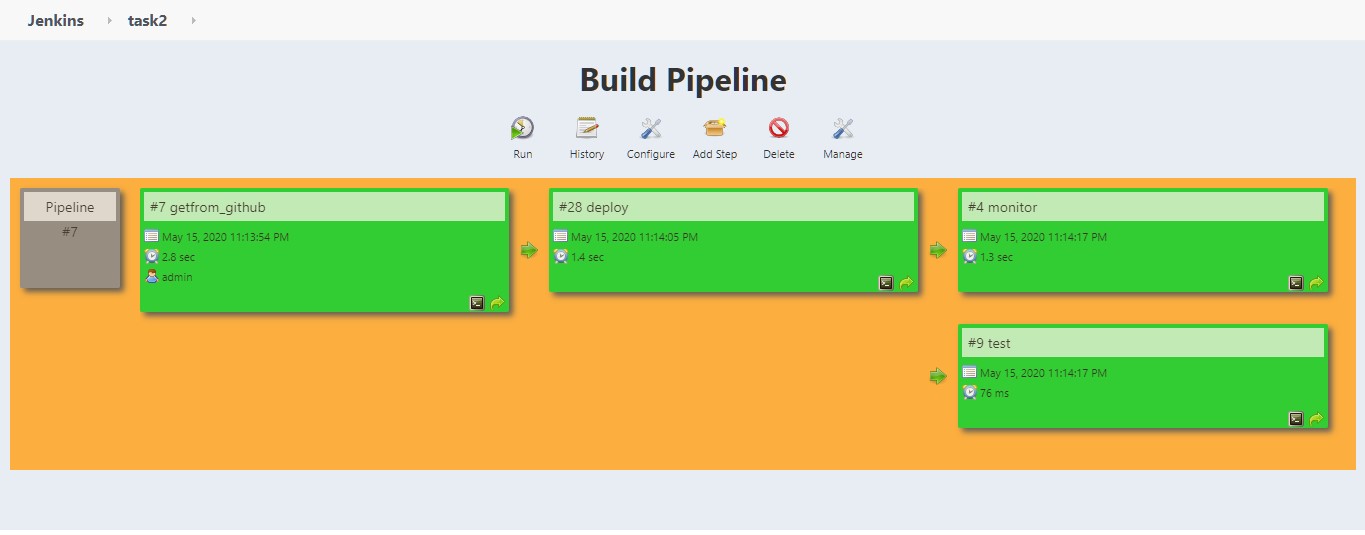 Jenkins task2
Build Pipeline
Run History Configure Add Step Delete Manage
Pipeline
#7
#7 getfrom_github
May 15, 2020 11:13:54 PM
2.8 sec
admin
#28 deploy
May 15, 2020 11:14:05 PM
1.4 sec
#4 monitor
May 15, 2020 11:14:17 PM
1.3 sec
#9 test
May 15, 2020 11:14:17 PM
76 ms